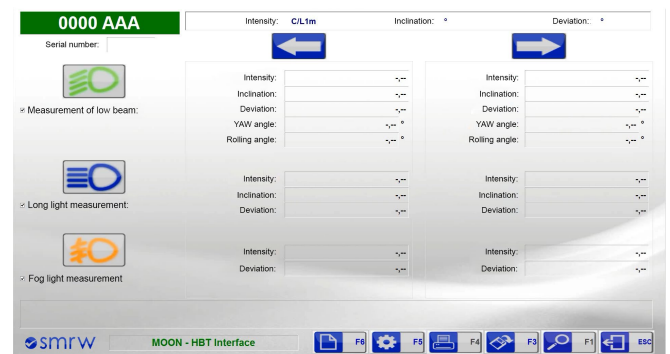 0000 AAA
Intensity: C/L1m Inclination: ° Deviation: °
Serial number:
Intensity: -,-- Intensity: -,--
Inclination: -,-- Inclination: -,--
Measurement of low beam: Deviation: -,-- Deviation: -,--
YAW angle: -,-- ° YAW angle: -,-- °
Rolling angle: -,-- ° Rolling angle: -,-- °
Intensity: -,-- Intensity: -,--
Inclination: -,-- Inclination: -,--
Long light measurement: Deviation: -,-- Deviation: -,--
Intensity: -,-- Intensity: -,--
Deviation: -,-- Deviation: -,--
Fog light measurement
smrw MOON - HBT Interface F6 F5 F4 F3 F1 ESC